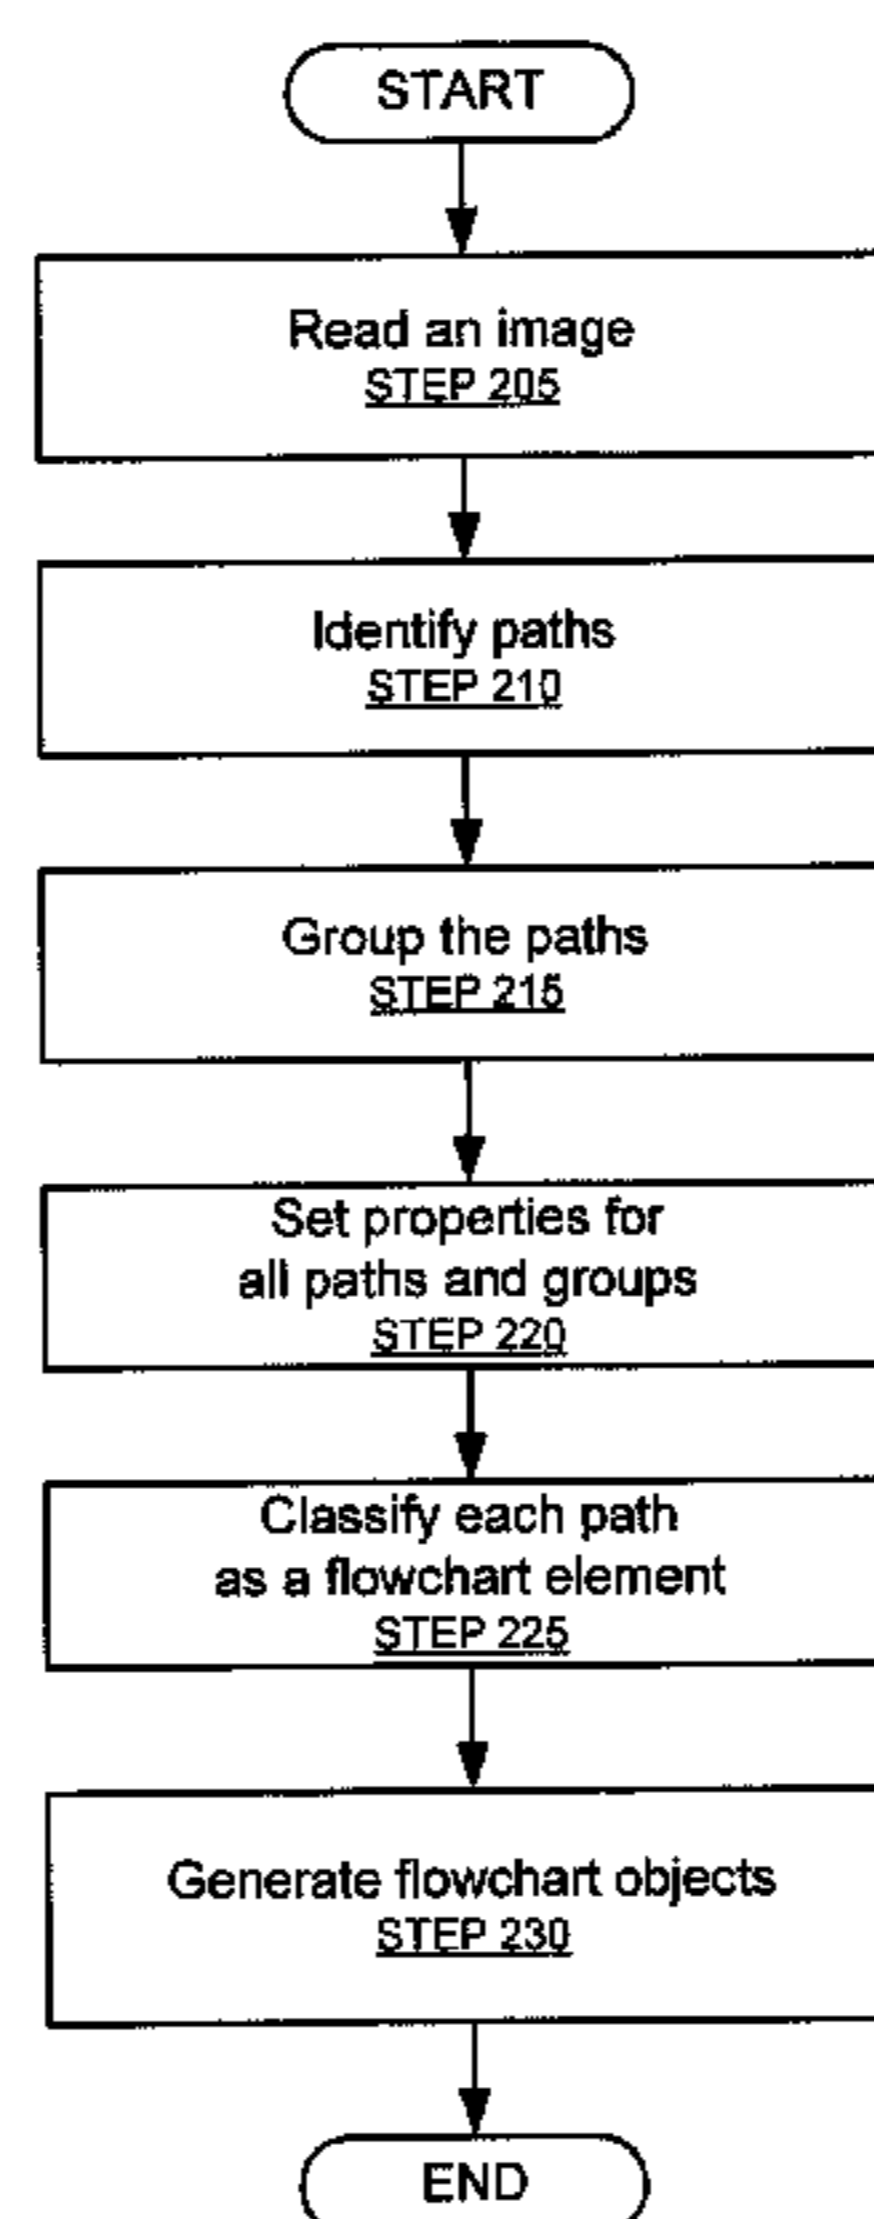 START
Read an image
STEP 205
Identify paths
STEP 210
Group the paths
STEP 215
Set properties for
all paths and groups
STEP 220
Classify each path
as a flowchart element
STEP 225
Generate flowchart objects
STEP 230
END